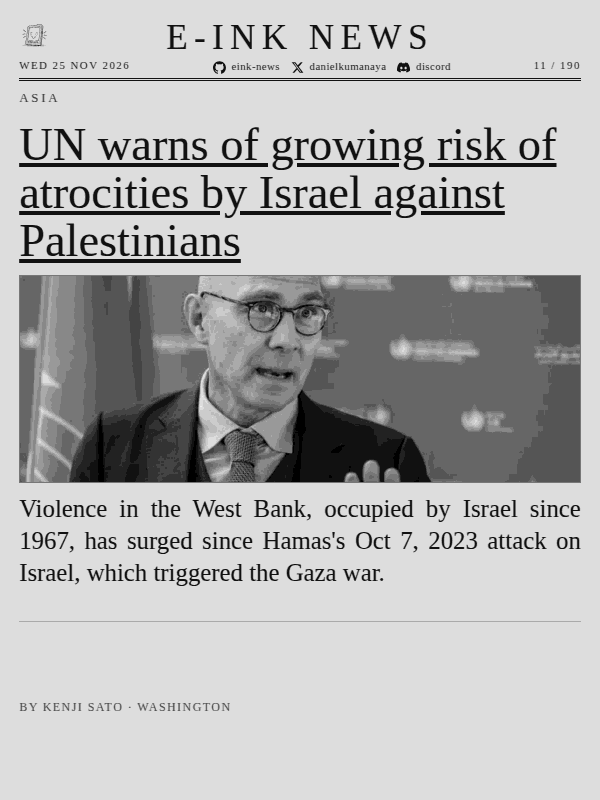 E-INK NEWS
WED 25 NOV 2026
eink-news danielkumanaya discord
11 / 190
ASIA
UN warns of growing risk of
atrocities by Israel against
Palestinians
Violence in the West Bank, occupied by Israel since
1967, has surged since Hamas's Oct 7, 2023 attack on
Israel, which triggered the Gaza war.
BY KENJI SATO · WASHINGTON